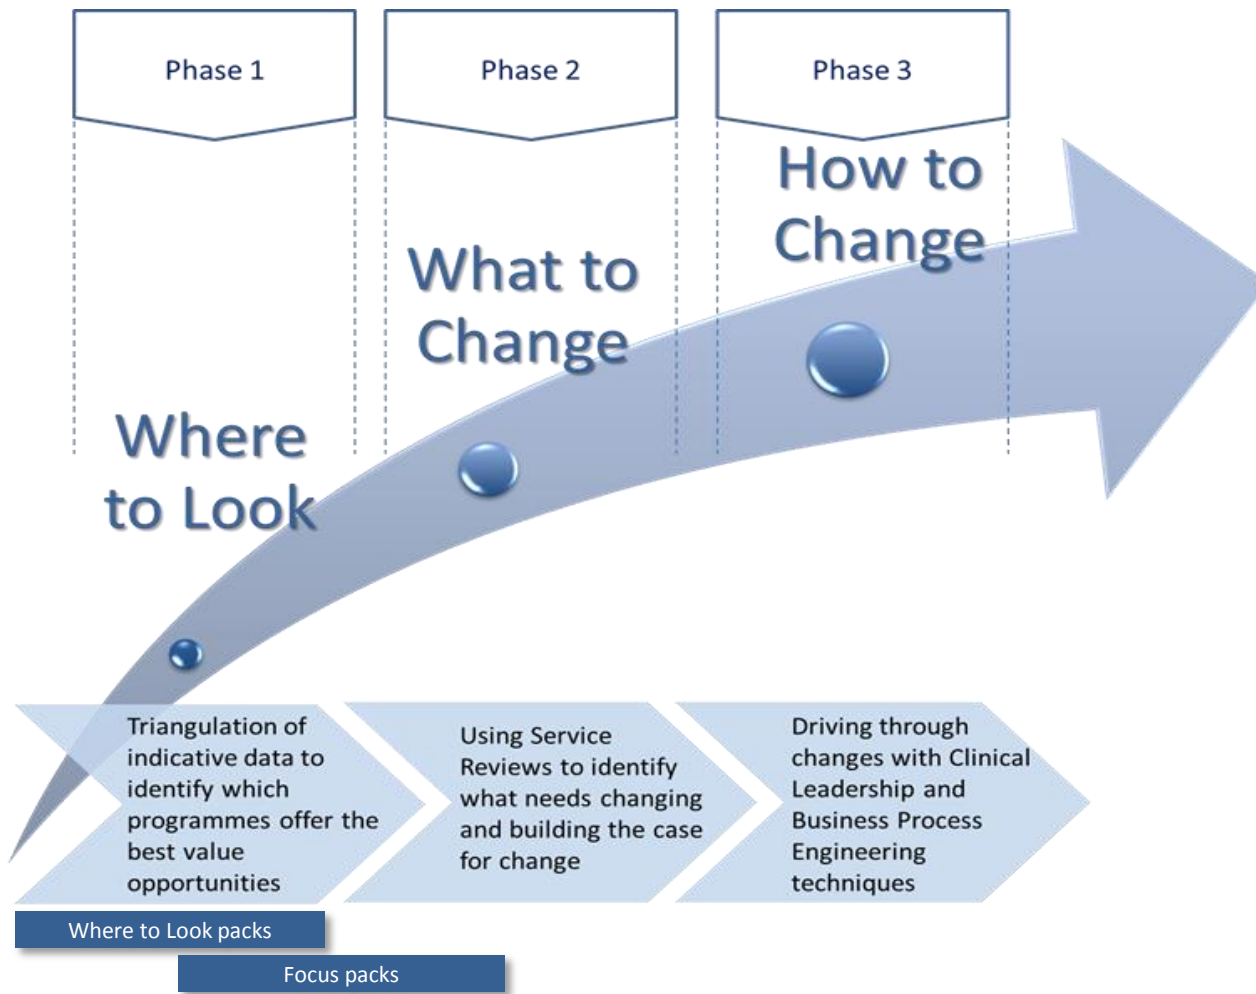 Phase 1
Phase 2
Phase 3
How to
Change
What to
Change
Where
to Look
Triangulation of
indicative data to
identify which
programmes offer the
best value
opportunities
Using Service
Reviews to identify
what needs changing
and building the case
for change
Driving through
changes with Clinical
Leadership and
Business Process
Engineering
techniques
Where to Look packs
Focus packs